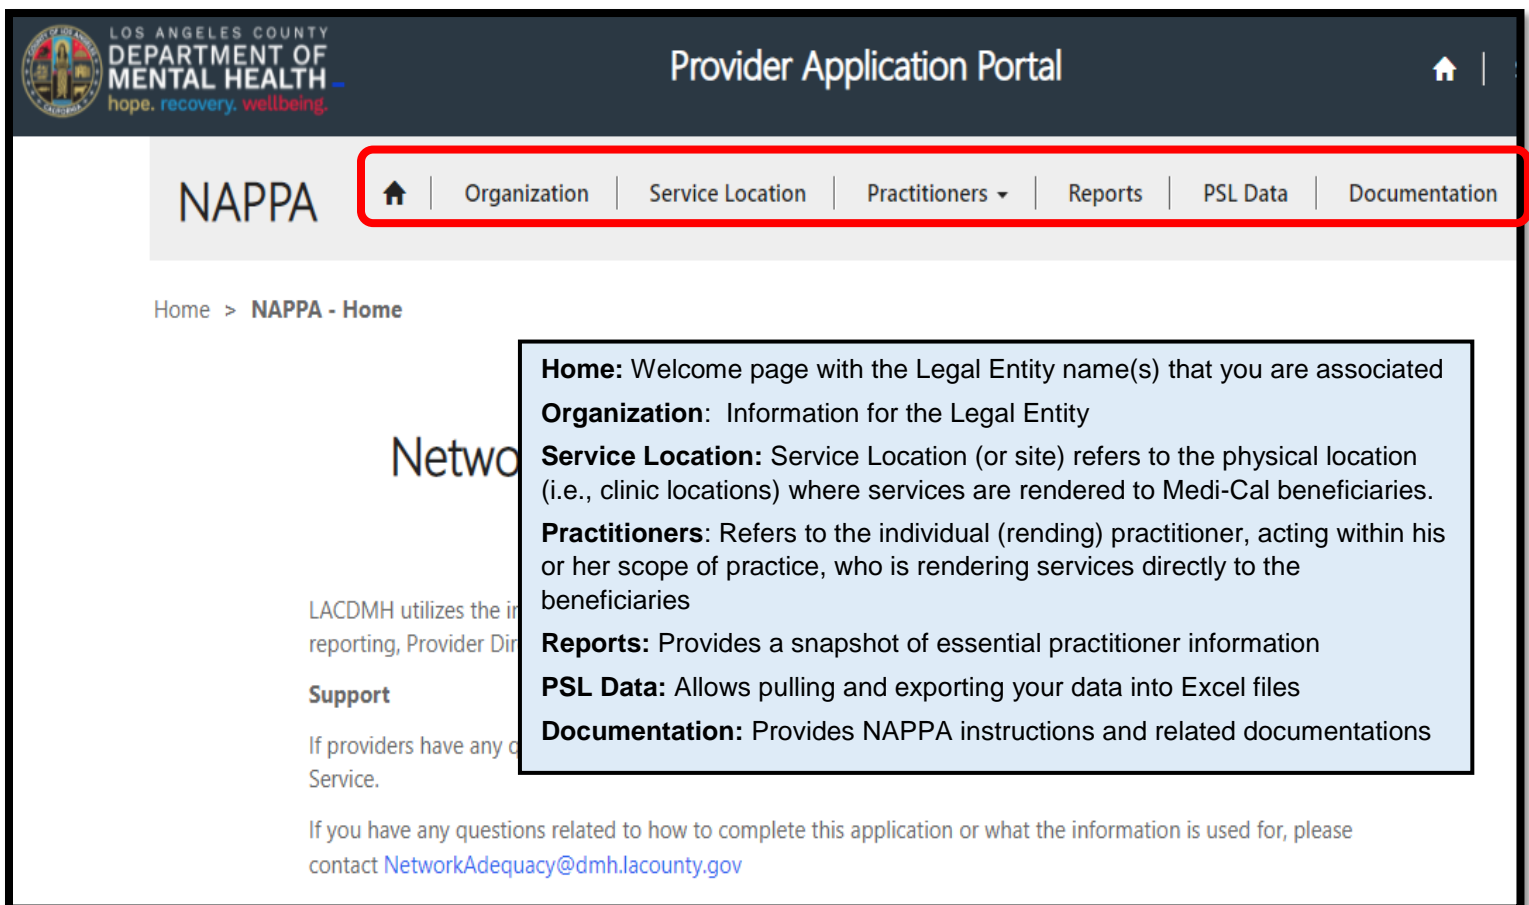 LOS ANGELES COUNTY
DEPARTMENT OF
MENTAL HEALTH
hope. recovery. wellbeing.
Provider Application Portal
NAPPA
Organization
Service Location
Practitioners
Reports
PSL Data
Documentation
Home > NAPPA - Home
Home: Welcome page with the Legal Entity name(s) that you are associated
Organization: Information for the Legal Entity
Service Location: Service Location (or site) refers to the physical location
(i.e., clinic locations) where services are rendered to Medi-Cal beneficiaries.
Practitioners: Refers to the individual (rending) practitioner, acting within his
or her scope of practice, who is rendering services directly to the
beneficiaries
Reports: Provides a snapshot of essential practitioner information
PSL Data: Allows pulling and exporting your data into Excel files
Documentation: Provides NAPPA instructions and related documentations
Netwo
LACDMH utilizes the
reporting, Provider Dir
Support
If providers have any
Service.
If you have any questions related to how to complete this application or what the information is used for, please
contact NetworkAdequacy@dmh.lacounty.gov